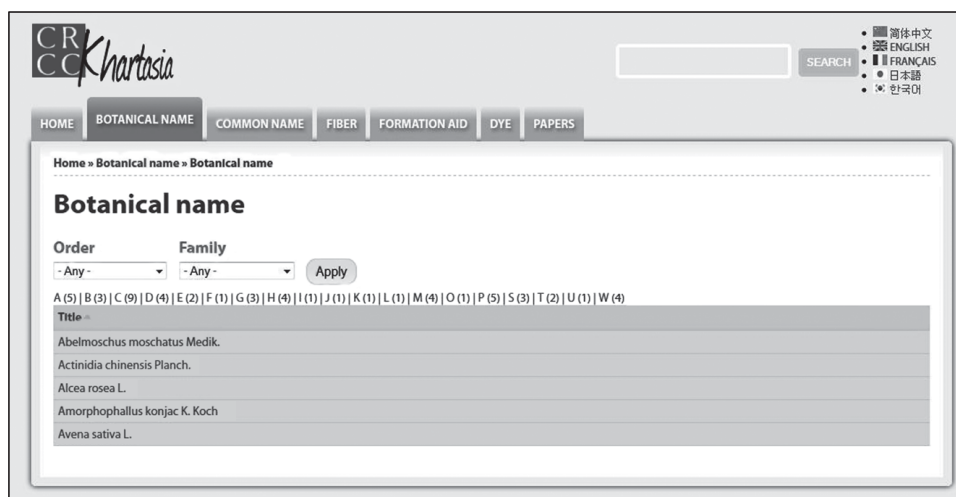 CR
CC Khartasia
SEARCH
简体中文
ENGLISH
FRANÇAIS
日本語
한국어
HOME BOTANICAL NAME COMMON NAME FIBER FORMATION AID DYE PAPERS
Home » Botanical name » Botanical name
Botanical name
Order Family
- Any - - Any - Apply
A (5) | B (3) | C (9) | D (4) | E (2) | F (1) | G (3) | H (4) | I (1) | J (1) | K (1) | L (1) | M (4) | O (1) | P (5) | S (3) | T (2) | U (1) | W (4)
Title
Abelmoschus moschatus Medik.
Actinidia chinensis Planch.
Alcea rosea L.
Amorphophallus konjac K. Koch
Avena sativa L.